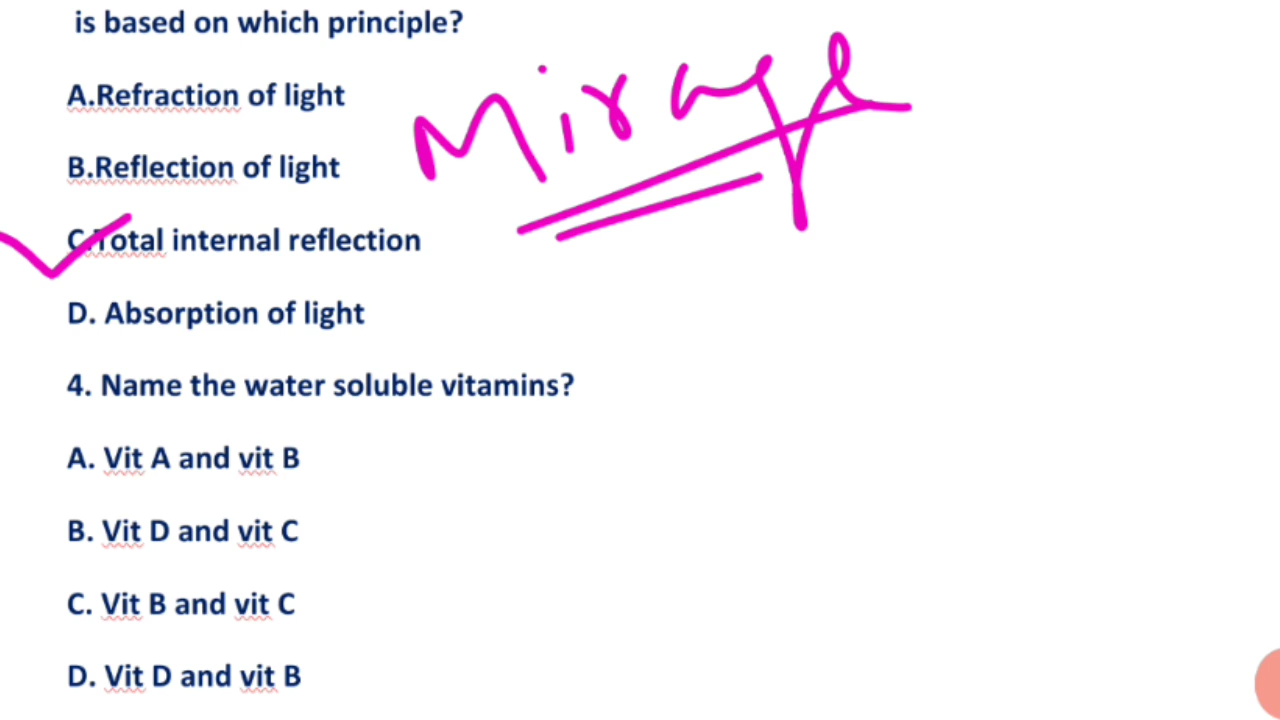 is based on which principle?
Mirage
A.Refraction of light
B.Reflection of light
C.Total internal reflection
D. Absorption of light
4. Name the water soluble vitamins?
A. Vit A and vit B
B. Vit D and vit C
C. Vit B and vit C
D. Vit D and vit B